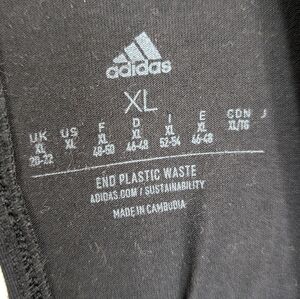 adidas
XL
UK US F D I E CDN J
XL XL XL XL XL XL XL/TG
20-22 48-50 46-48 52-54 46-48
END PLASTIC WASTE
ADIDAS.COM / SUSTAINABILITY
MADE IN CAMBODIA